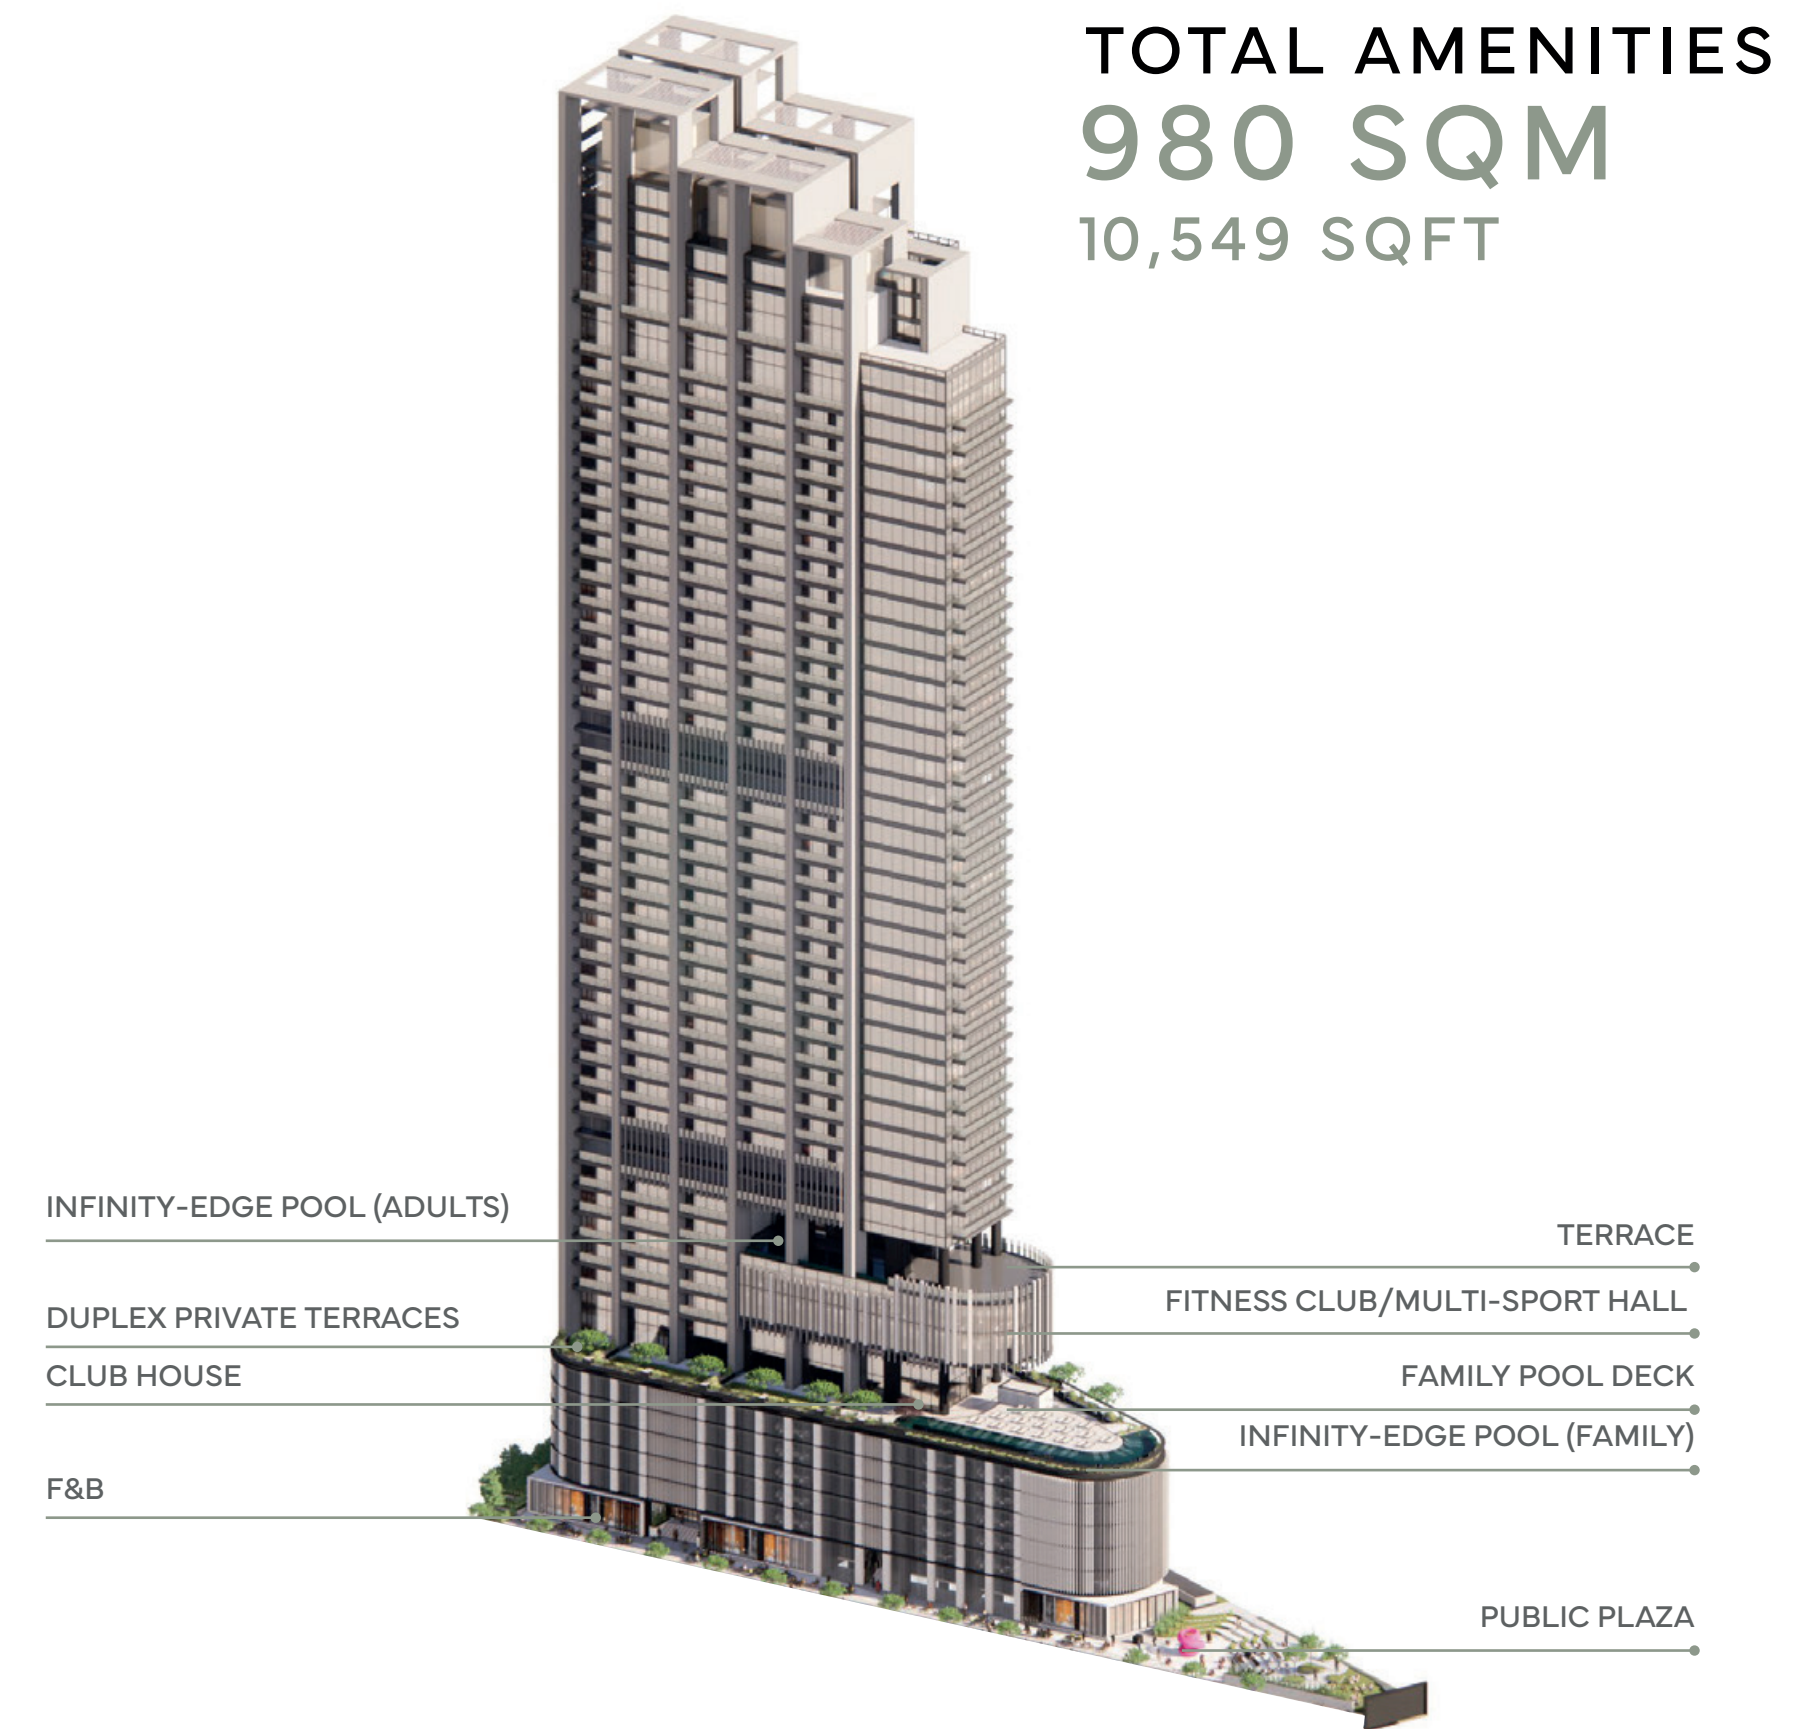 TOTAL AMENITIES
980 SQM
10,549 SQFT
INFINITY-EDGE POOL (ADULTS)
DUPLEX PRIVATE TERRACES
CLUB HOUSE
F&B
TERRACE
FITNESS CLUB/MULTI-SPORT HALL
FAMILY POOL DECK
INFINITY-EDGE POOL (FAMILY)
PUBLIC PLAZA